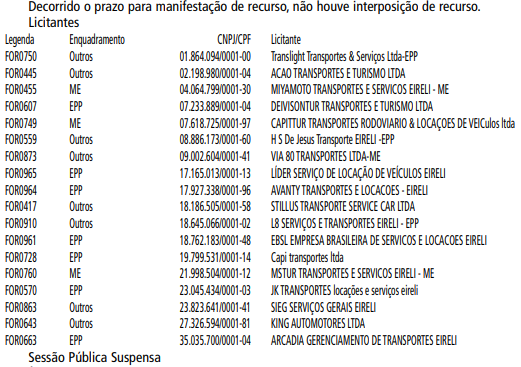 Decorrido o prazo para manifestação de recurso, não houve interposição de recurso.
Licitantes
Legenda Enquadramento CNPJ/CPF Licitante
FOR0750 Outros 01.864.094/0001-00 Translight Transportes & Serviços Ltda-EPP
FOR0445 Outros 02.198.980/0001-04 ACAO TRANSPORTES E TURISMO LTDA
FOR0455 ME 04.064.799/0001-30 MIYAMOTO TRANSPORTES E SERVICOS EIRELI - ME
FOR0607 EPP 07.233.889/0001-04 DEIVISONTUR TRANSPORTES E TURISMO LTDA
FOR0749 ME 07.618.725/0001-97 CAPITTUR TRANSPORTES RODOVIARIO & LOCAÇOES DE VEICulos ltda
FOR0559 Outros 08.886.173/0001-60 H S De Jesus Transporte EIRELI -EPP
FOR0873 Outros 09.002.604/0001-41 VIA 80 TRANSPORTES LTDA-ME
FOR0965 EPP 17.165.013/0001-13 LÍDER SERVIÇO DE LOCAÇÃO DE VEÍCULOS EIRELI
FOR0964 EPP 17.927.338/0001-96 AVANTY TRANSPORTES E LOCACOES - EIRELI
FOR0417 Outros 18.186.505/0001-58 STILLUS TRANSPORTE SERVICE CAR LTDA
FOR0910 Outros 18.645.066/0001-02 L8 SERVIÇOS E TRANSPORTES EIRELI - EPP
FOR0961 EPP 18.762.183/0001-48 EBSL EMPRESA BRASILEIRA DE SERVICOS E LOCACOES EIRELI
FOR0728 EPP 19.799.531/0001-14 Capi transportes ltda
FOR0760 ME 21.998.504/0001-12 MSTUR TRANSPORTES E SERVICOS EIRELI - ME
FOR0570 EPP 23.045.434/0001-03 JK TRANSPORTES locações e serviços eireli
FOR0863 Outros 23.823.641/0001-41 SIEG SERVIÇOS GERAIS EIRELI
FOR0643 Outros 27.326.594/0001-81 KING AUTOMOTORES LTDA
FOR0663 EPP 35.035.700/0001-04 ARCADIA GERENCIAMENTO DE TRANSPORTES EIRELI
Sessão Pública Suspensa